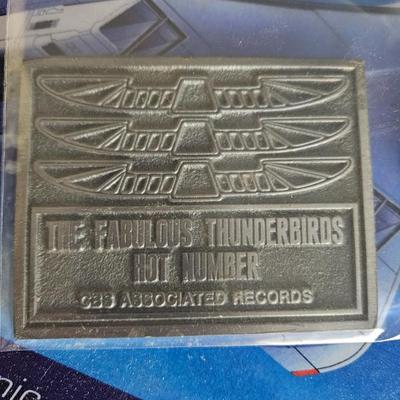 THE FABULOUS THUNDERBIRDS
HOT NUMBER
CBS ASSOCIATED RECORDS